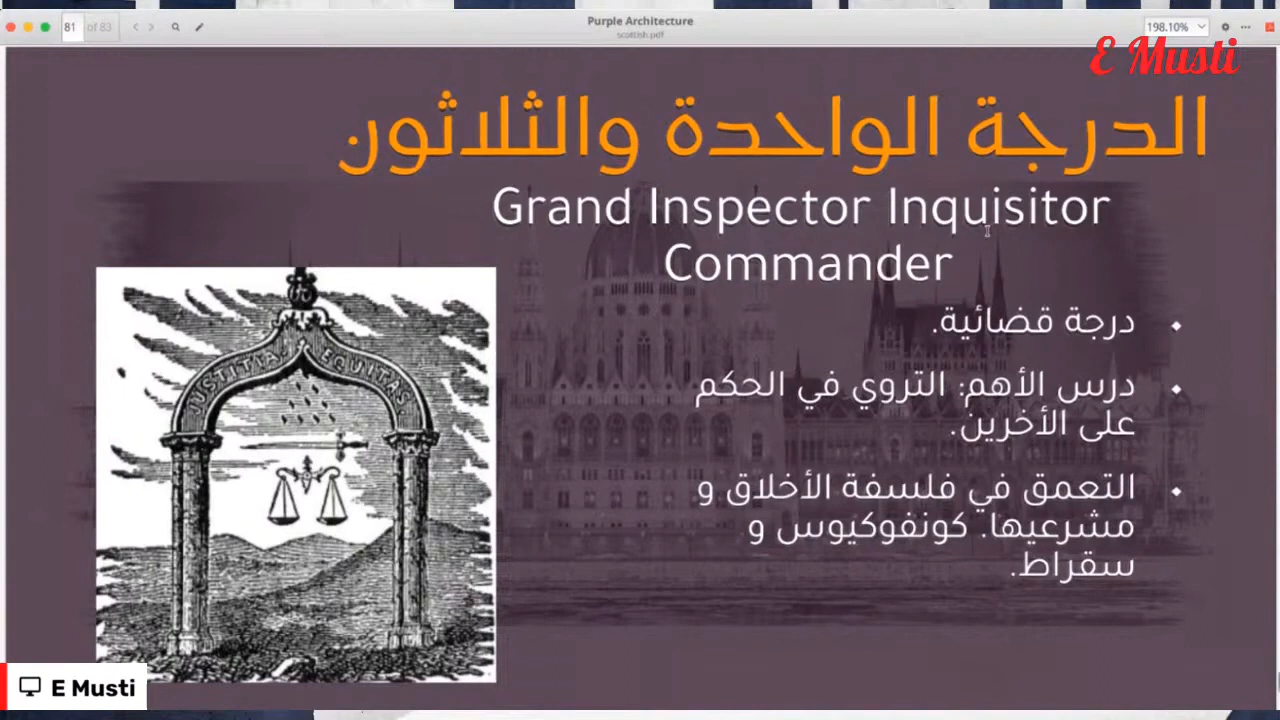 81 of 83
Purple Architecture
scottish.pdf
198.10%
E Musti
الدرجة الواحدة والثلاثون
Grand Inspector Inquisitor
Commander
درجة قضائية.
درس الأهم: التروي في الحكم
على الأخرين.
التعمق في فلسفة الأخلاق و
مشرعيها. كونفوكيوس و
سقراط.
JUSTITIA EQUITAS
E Musti